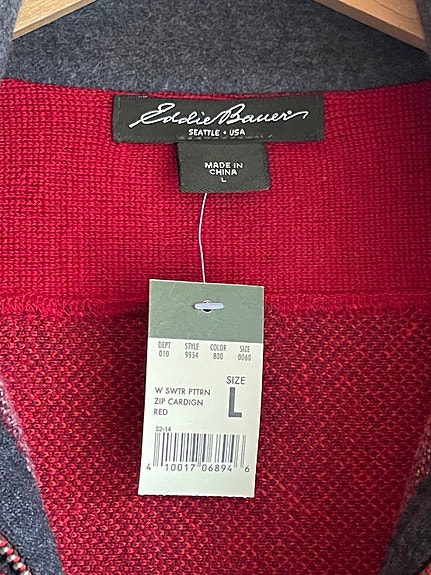 Eddie Bauer
SEATTLE • USA
MADE IN
CHINA
L
DEPT STYLE COLOR SIZE
010 9954 800 0060
SIZE
L
W SWTR PTTRN
ZIP CARDIGN
RED
S2-14
4 10017 06894 6